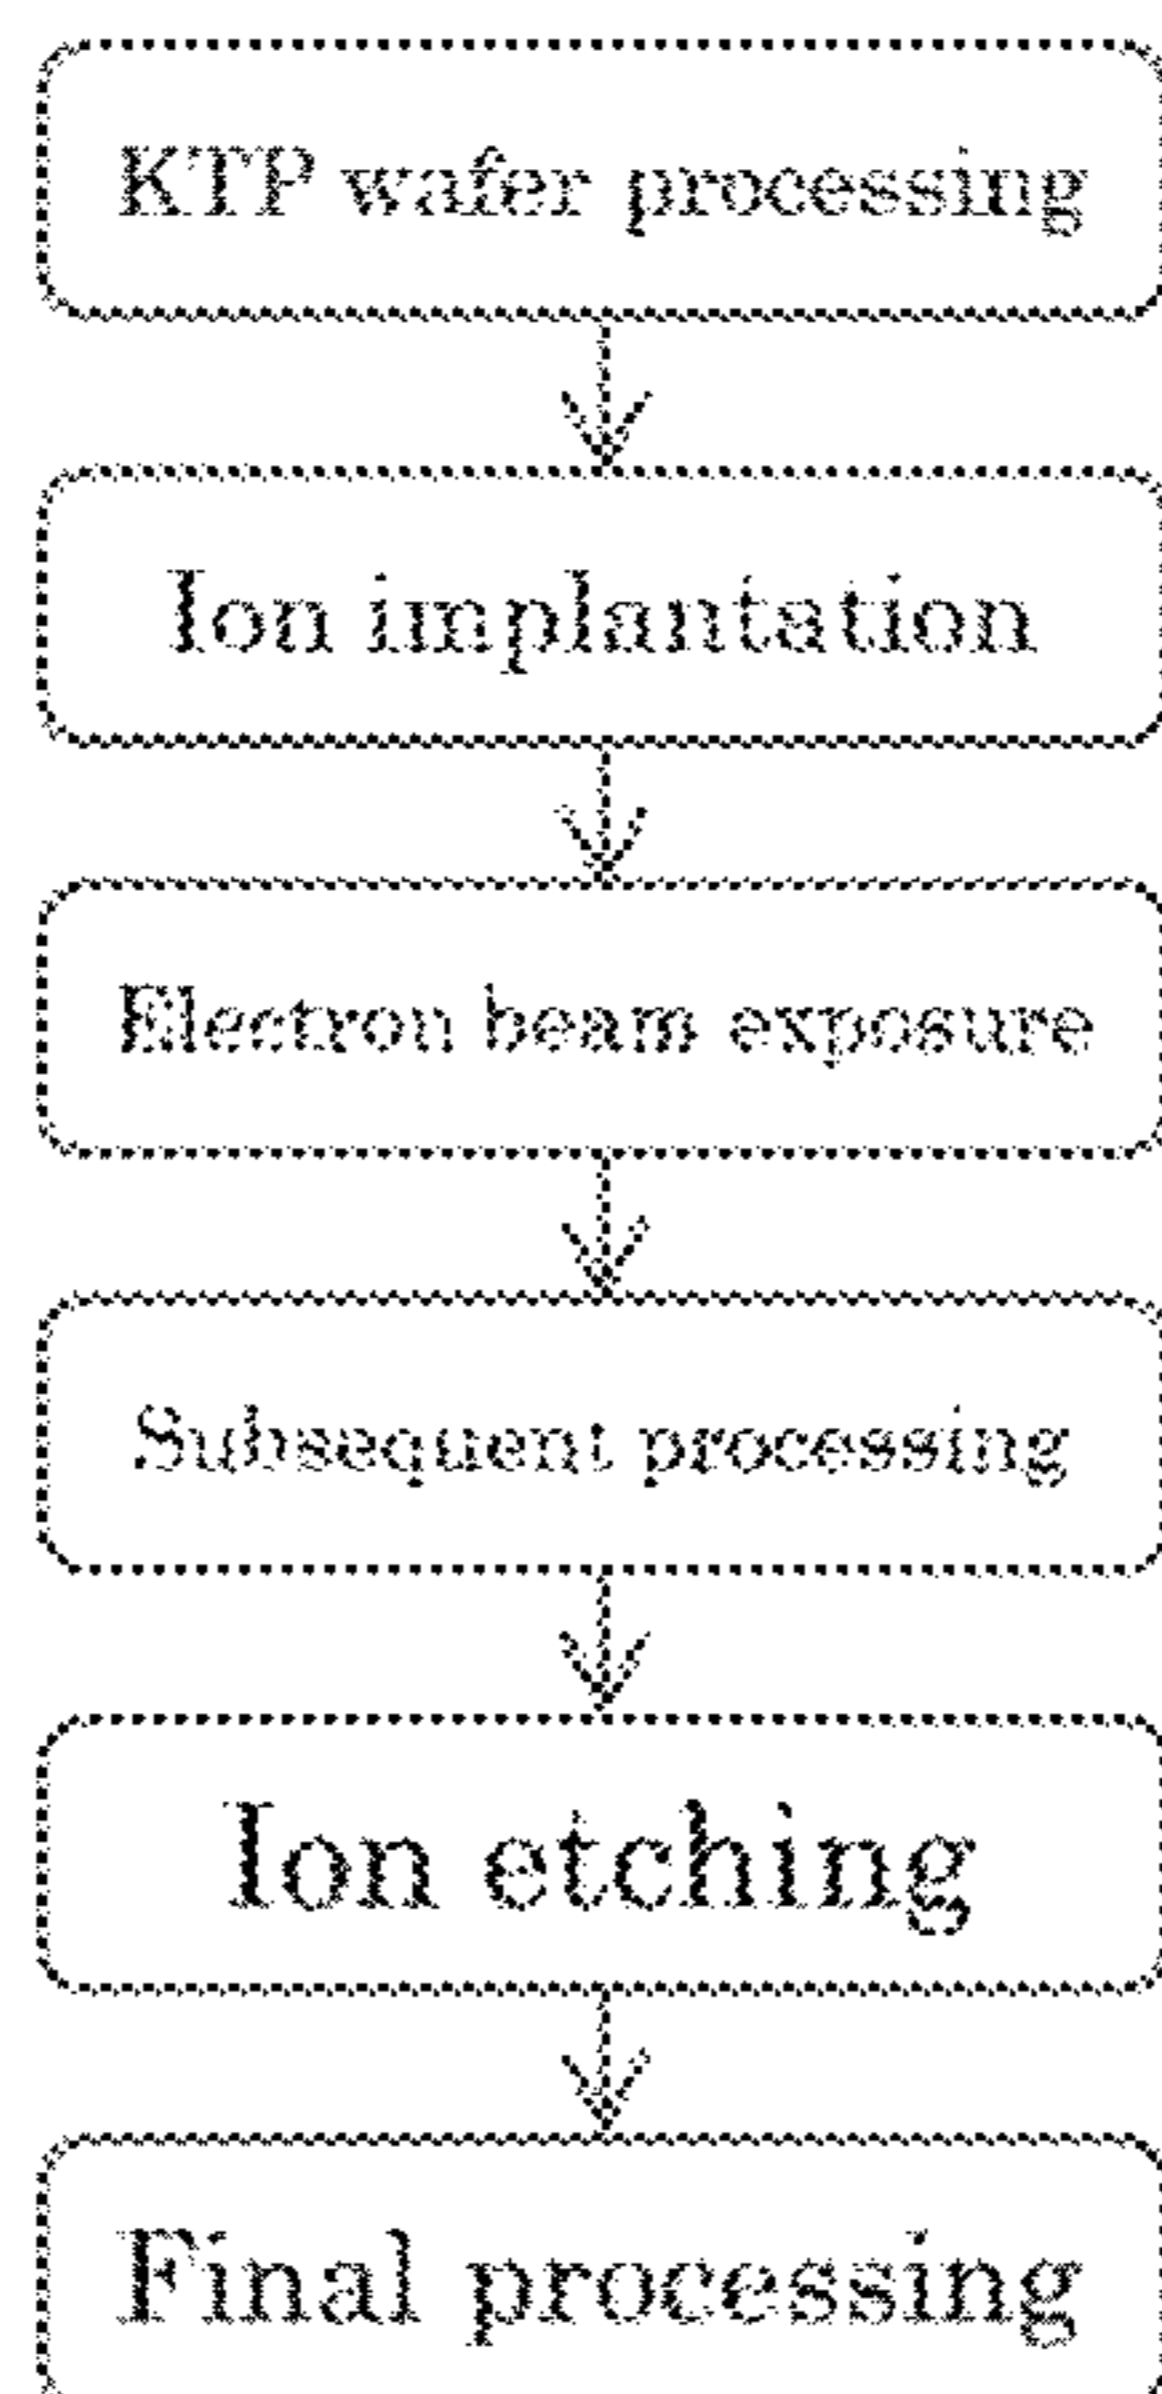 KTP wafer processing
Ion implantation
Electron beam exposure
Subsequent processing
Ion etching
Final processing